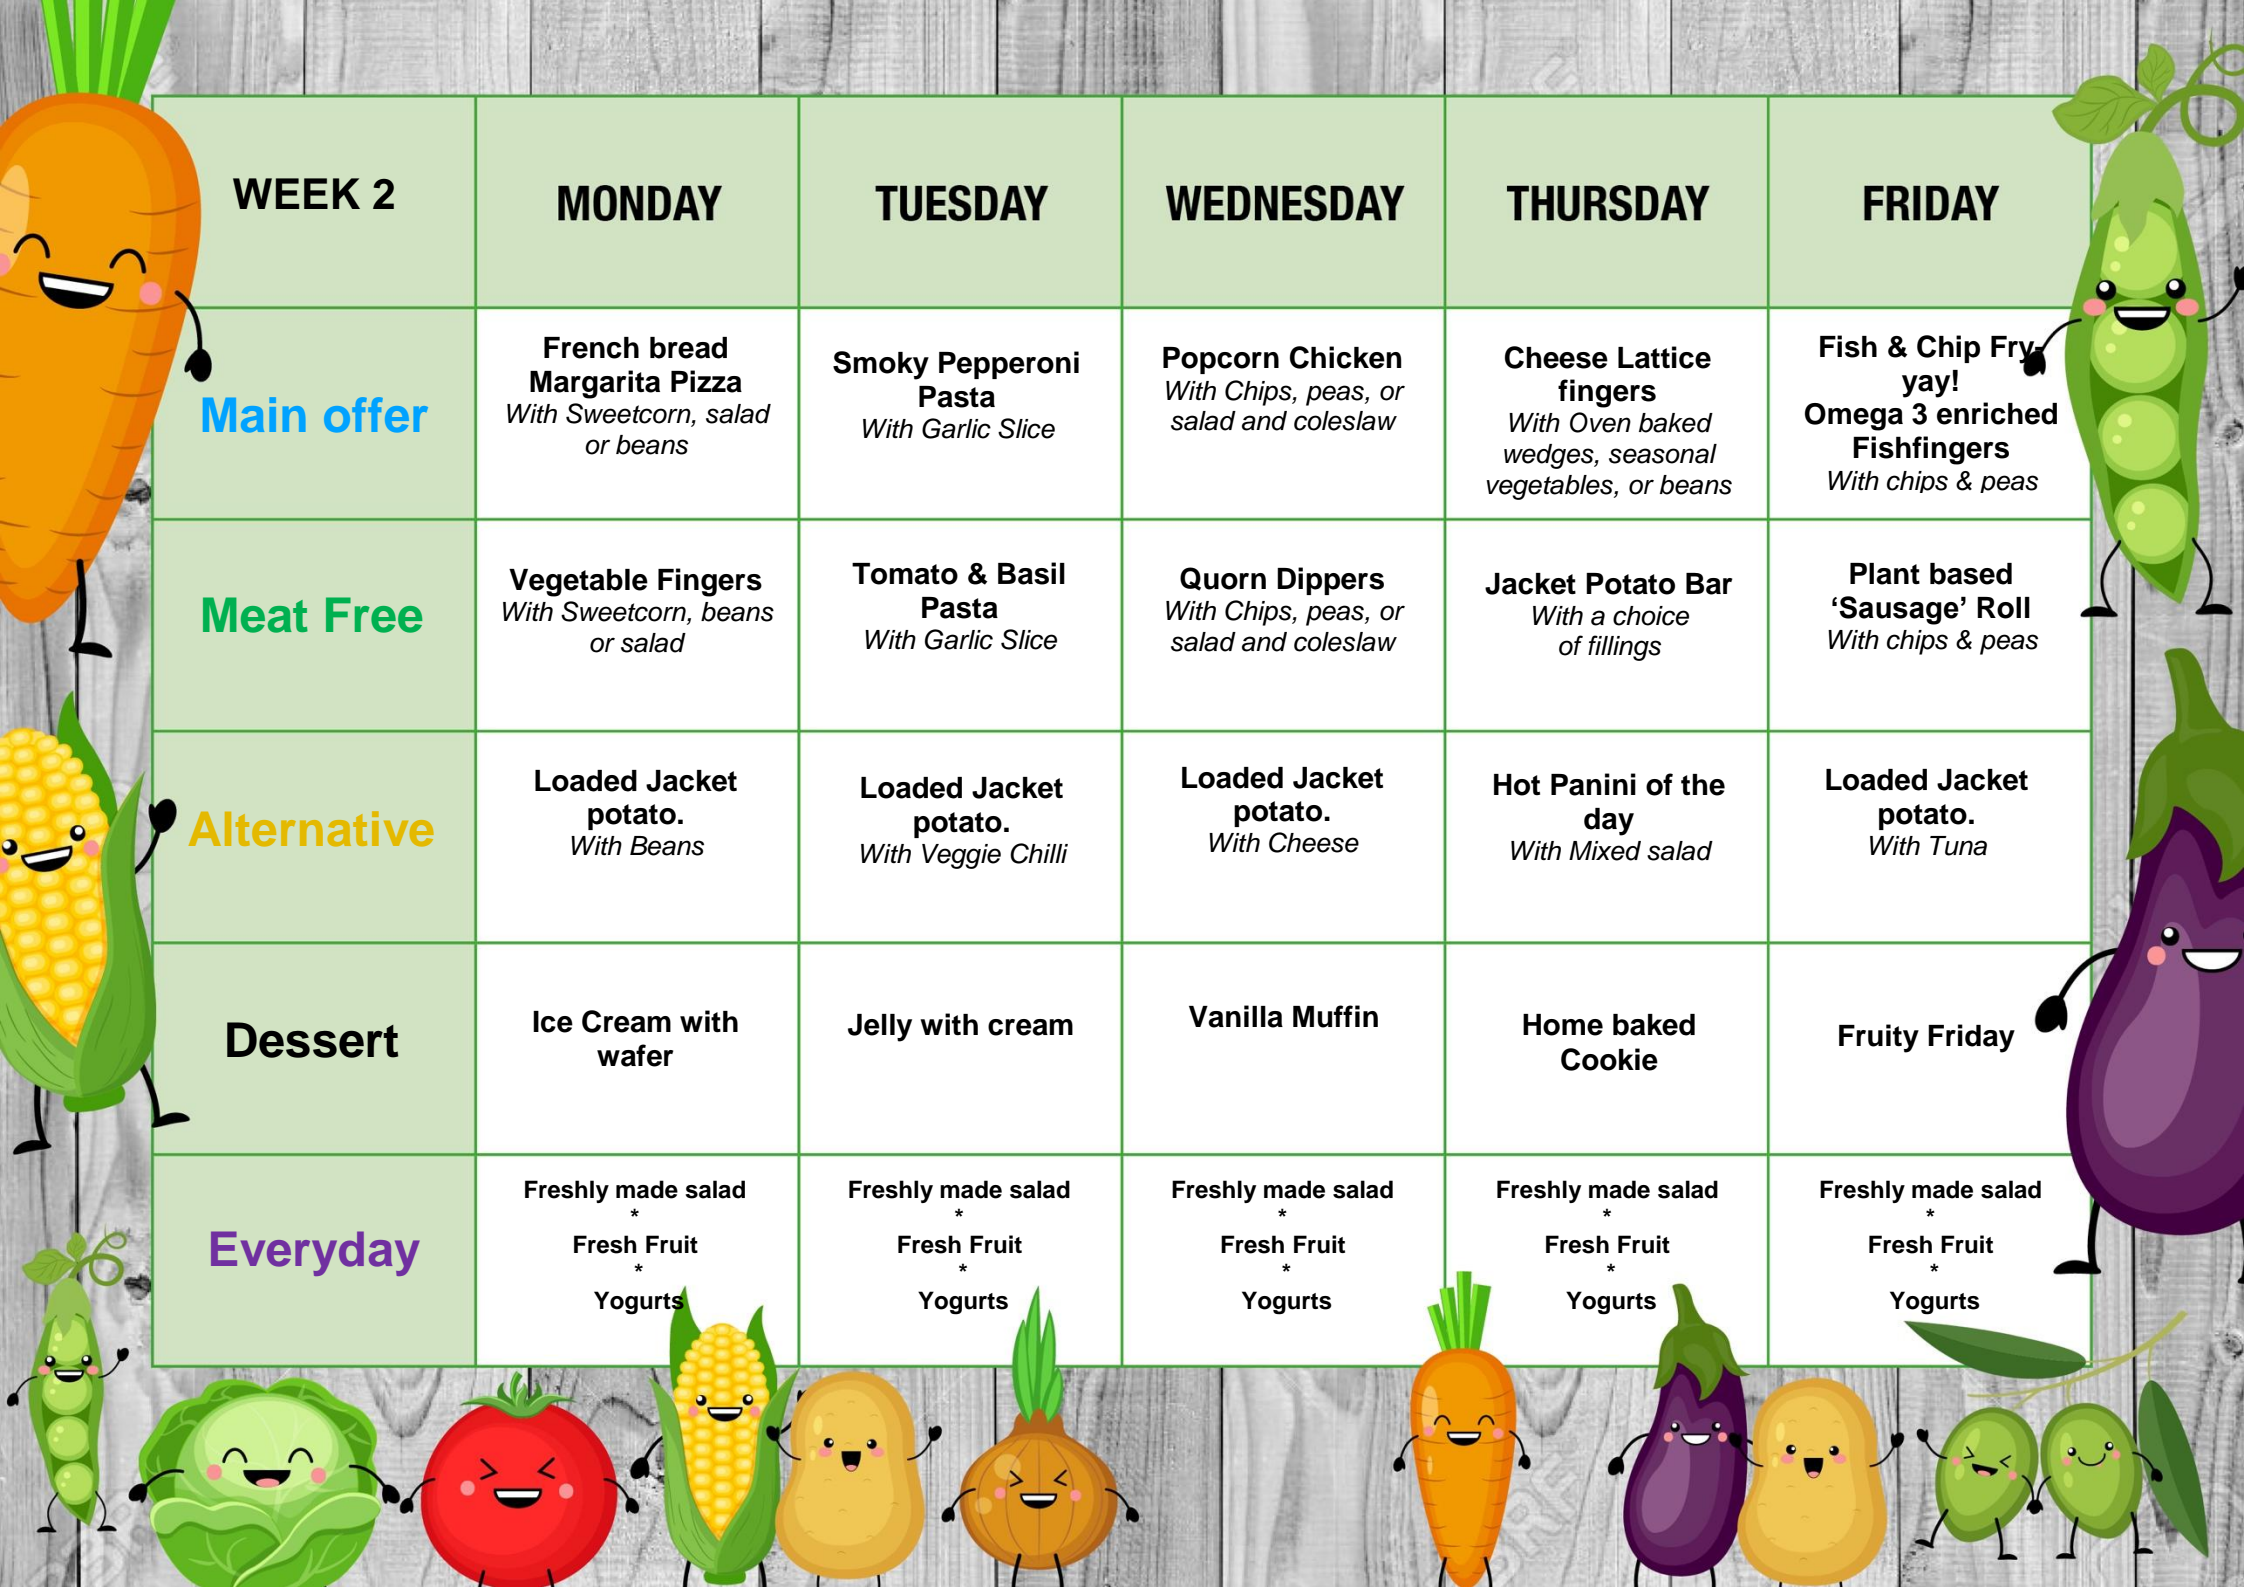 WEEK 2
MONDAY
TUESDAY
WEDNESDAY
THURSDAY
FRIDAY
Main offer
French bread
Margarita Pizza
With Sweetcorn, salad
or beans
Smoky Pepperoni
Pasta
With Garlic Slice
Popcorn Chicken
With Chips, peas, or
salad and coleslaw
Cheese Lattice
fingers
With Oven baked
wedges, seasonal
vegetables, or beans
Fish & Chip Fry-
yay!
Omega 3 enriched
Fishfingers
With chips & peas
Meat Free
Vegetable Fingers
With Sweetcorn, beans
or salad
Tomato & Basil
Pasta
With Garlic Slice
Quorn Dippers
With Chips, peas, or
salad and coleslaw
Jacket Potato Bar
With a choice
of fillings
Plant based
‘Sausage’ Roll
With chips & peas
Alternative
Loaded Jacket
potato.
With Beans
Loaded Jacket
potato.
With Veggie Chilli
Loaded Jacket
potato.
With Cheese
Hot Panini of the
day
With Mixed salad
Loaded Jacket
potato.
With Tuna
Dessert
Ice Cream with
wafer
Jelly with cream
Vanilla Muffin
Home baked
Cookie
Fruity Friday
Everyday
Freshly made salad
*
Fresh Fruit
*
Yogurts
Freshly made salad
*
Fresh Fruit
*
Yogurts
Freshly made salad
*
Fresh Fruit
*
Yogurts
Freshly made salad
*
Fresh Fruit
*
Yogurts
Freshly made salad
*
Fresh Fruit
*
Yogurts